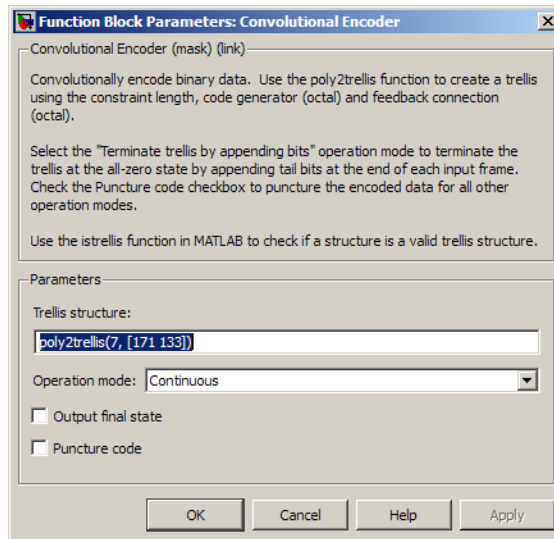 Function Block Parameters: Convolutional Encoder
Convolutional Encoder (mask) (link)
Convolutionally encode binary data. Use the poly2trellis function to create a trellis
using the constraint length, code generator (octal) and feedback connection
(octal).
Select the "Terminate trellis by appending bits" operation mode to terminate the
trellis at the all-zero state by appending tail bits at the end of each input frame.
Check the Puncture code checkbox to puncture the encoded data for all other
operation modes.
Use the istrellis function in MATLAB to check if a structure is a valid trellis structure.
Parameters
Trellis structure:
poly2trellis(7, [171 133])
Operation mode: Continuous
Output final state
Puncture code
OK Cancel Help Apply